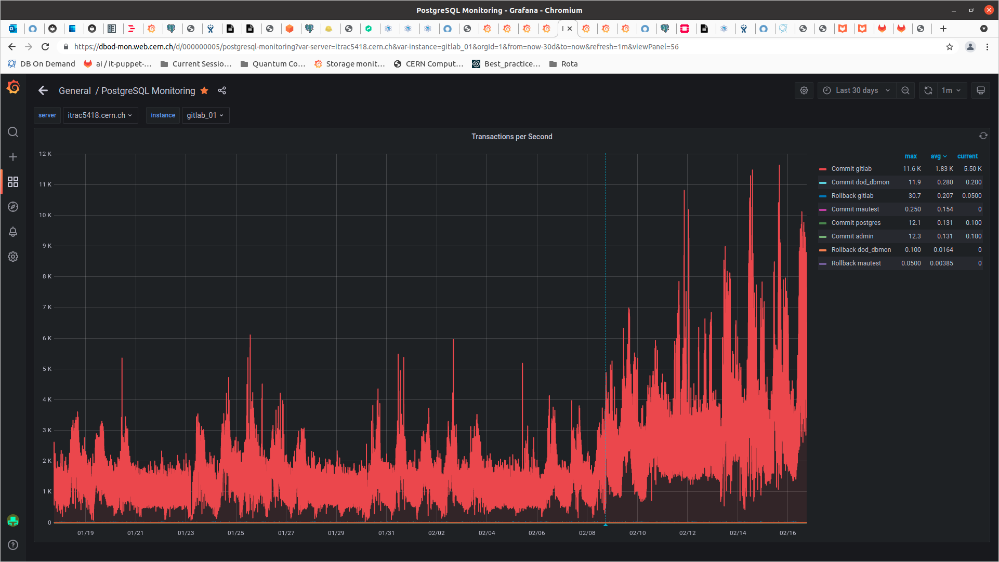 PostgreSQL Monitoring - Grafana - Chromium
https://dbod-mon.web.cern.ch/d/000000005/postgresql-monitoring?var-server=itrac5418.cern.ch&var-instance=gitlab_01&orgId=1&from=now-30d&to=now&refresh=1m&viewPanel=56
DB On Demand ai / it-puppet-... Current Sessio... Quantum Co... Storage monit... CERN Comput... Best_practice... Rota
General / PostgreSQL Monitoring Last 30 days 1m
server itrac5418.cern.ch instance gitlab_01
Transactions per Second
max avg current
Commit gitlab 11.6 K 1.83 K 5.50 K
Commit dod_dbmon 11.9 0.280 0.200
Rollback gitlab 30.7 0.207 0.0500
Commit mautest 0.250 0.154 0
Commit postgres 12.1 0.131 0.100
Commit admin 12.3 0.131 0.100
Rollback dod_dbmon 0.100 0.0164 0
Rollback mautest 0.0500 0.00385 0
12 K
11 K
10 K
9 K
8 K
7 K
6 K
5 K
4 K
3 K
2 K
1 K
0
01/19 01/21 01/23 01/25 01/27 01/29 01/31 02/02 02/04 02/06 02/08 02/10 02/12 02/14 02/16